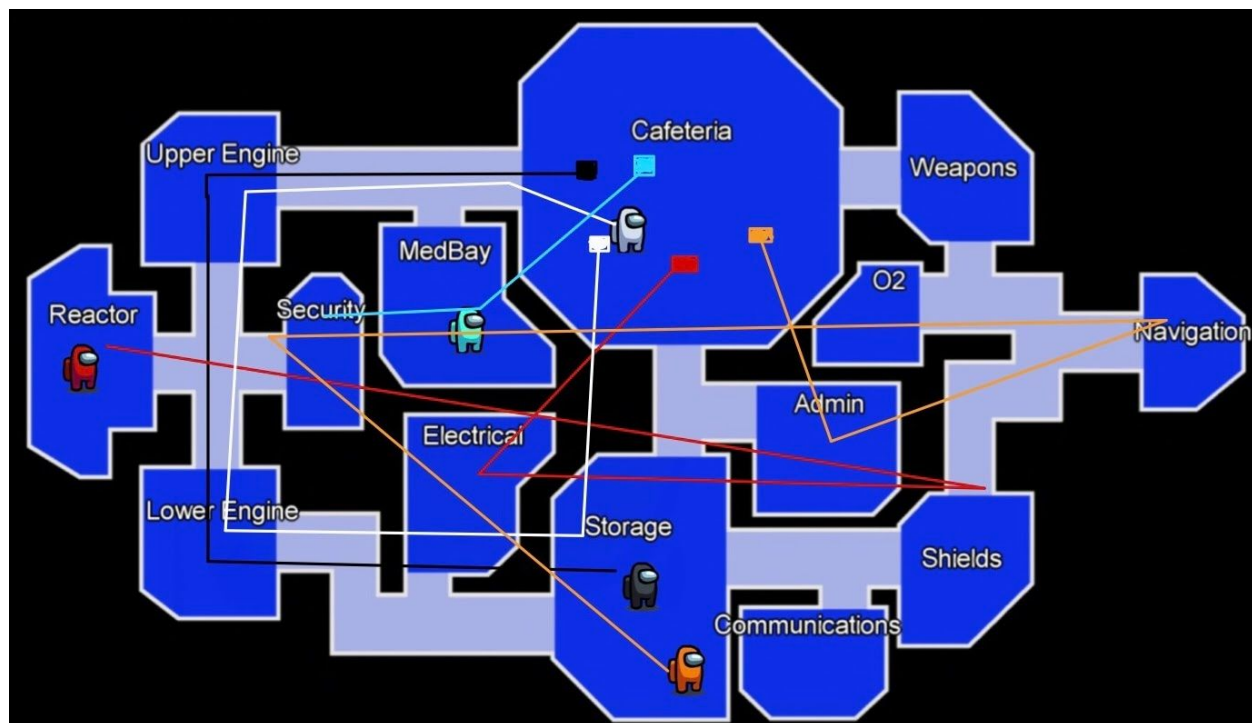 Cafeteria
Upper Engine
Weapons
MedBay
O2
Security
Reactor
Navigation
Admin
Electrical
Lower Engine
Storage
Shields
Communications